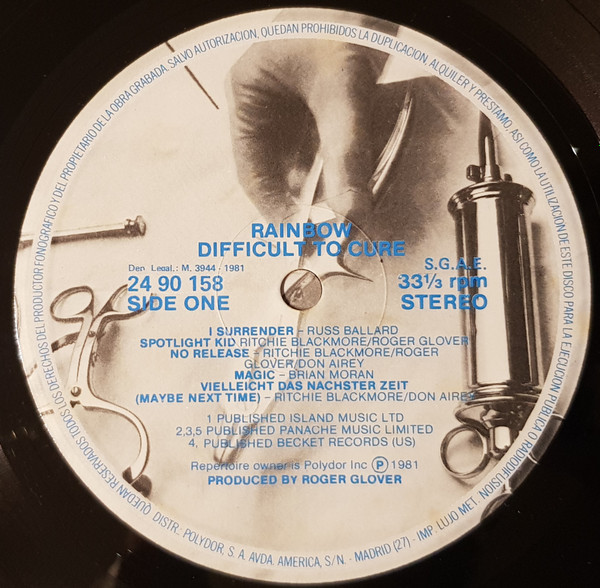 TODOS LOS DERECHOS DEL PRODUCTOR FONOGRAFICO Y DEL PROPIETARIO DE LA OBRA GRABADA. SALVO AUTORIZACION, QUEDAN PROHIBIDOS LA DUPLICACION, ALQUILER Y PRESTAMO, ASI COMO LA UTILIZACION DE ESTE DISCO PARA LA EJECUCION PUBLICA O RADIODIFUSION
RAINBOW
DIFFICULT TO CURE
Dep. Legal.: M. 3944 - 1981
S.G.A.E.
24 90 158
33⅓ rpm
SIDE ONE
STEREO
I SURRENDER – RUSS BALLARD
SPOTLIGHT KID RITCHIE BLACKMORE/ROGER GLOVER
NO RELEASE – RITCHIE BLACKMORE/ROGER
GLOVER/DON AIREY
MAGIC – BRIAN MORAN
VIELLEICHT DAS NACHSTER ZEIT
(MAYBE NEXT TIME) – RITCHIE BLACKMORE/DON AIREY
1 PUBLISHED ISLAND MUSIC LTD
2,3,5 PUBLISHED PANACHE MUSIC LIMITED
4, PUBLISHED BECKET RECORDS (US)
Repertoire owner is Polydor Inc Ⓟ 1981
PRODUCED BY ROGER GLOVER
QUEDAN RESERVADOS
DISTR.: POLYDOR, S. A. AVDA. AMERICA, S/N. - MADRID (27) - IMP. LUJO MET.